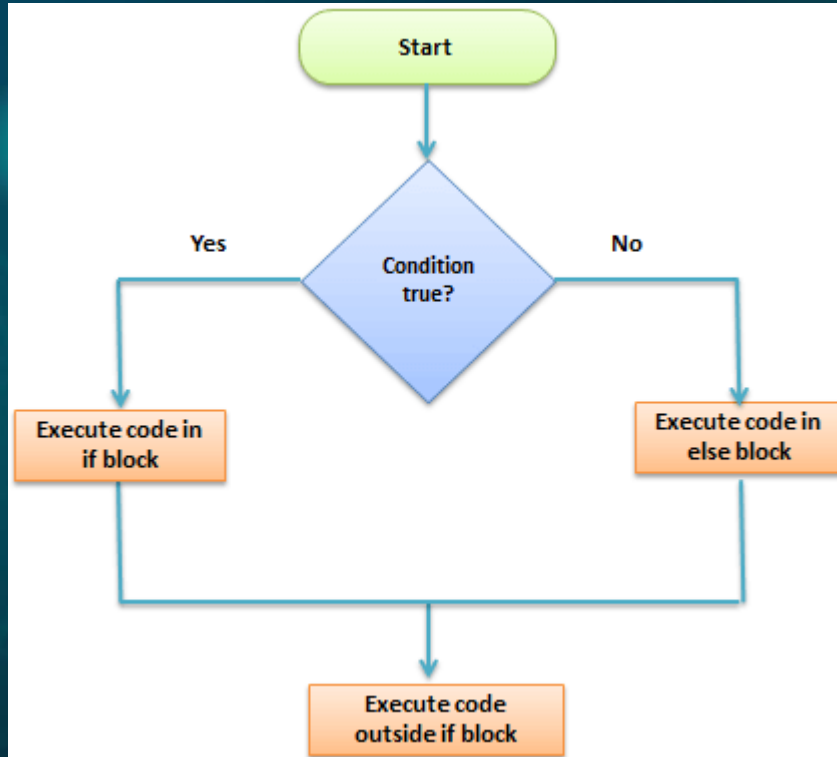 Start
Yes
No
Condition
true?
Execute code in
if block
Execute code in
else block
Execute code
outside if block